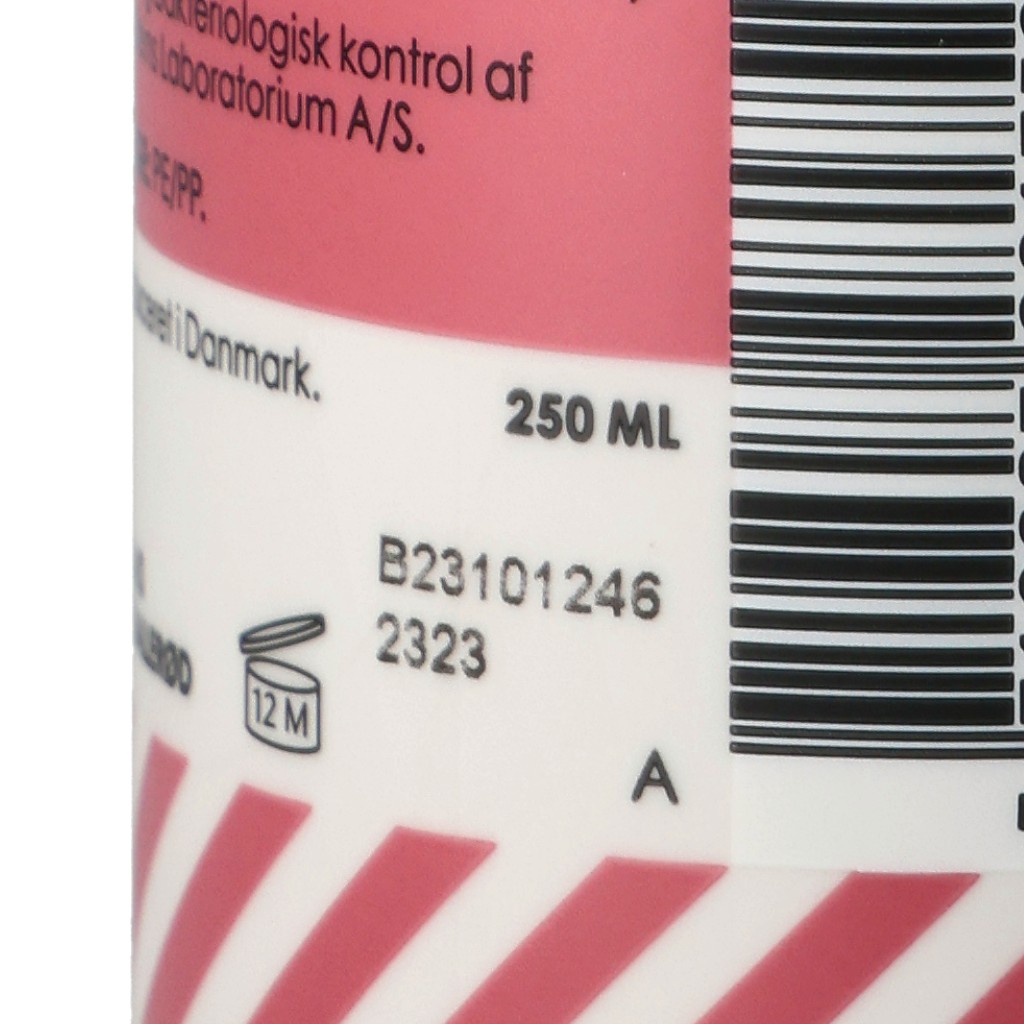 kontrol af
Laboratorium A/S.
PE/PP.
i Danmark.
250 ML
B23101246
2323
12 M
A